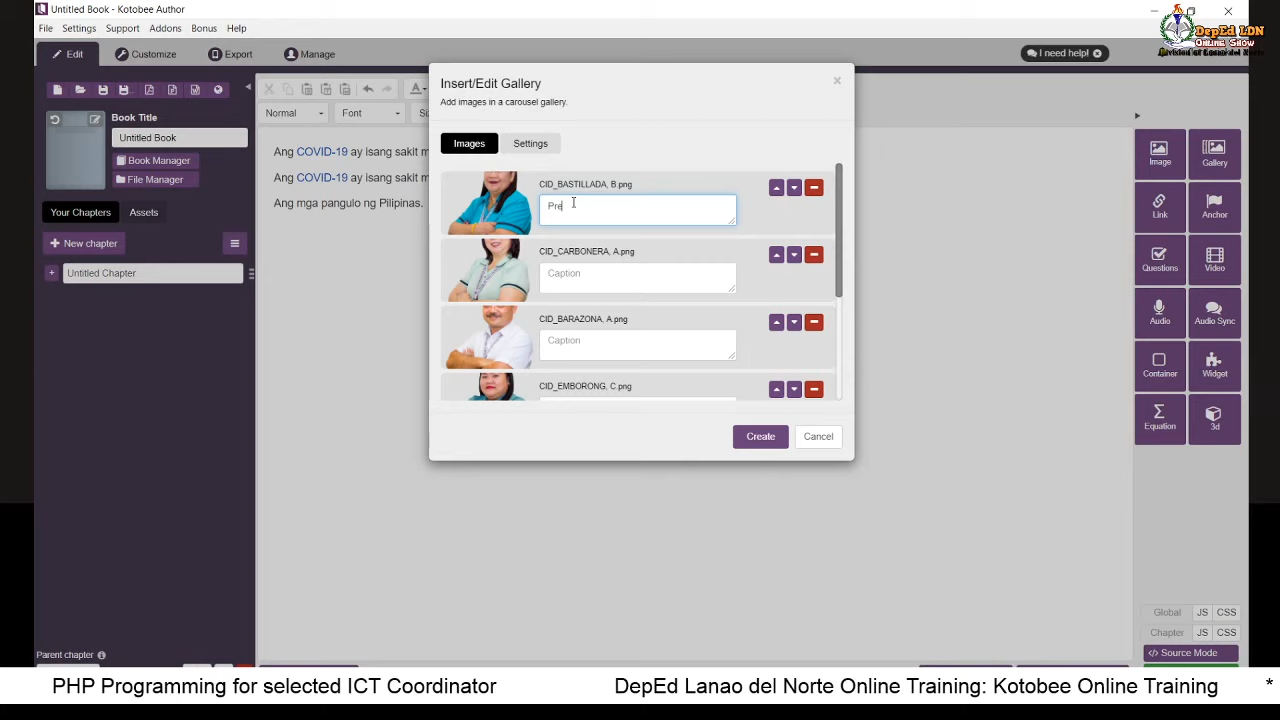 Untitled Book - Kotobee Author
File Settings Support Addons Bonus Help
DepEd LDN
Online Show
Edit Customize Export Manage
I need help!
Book Title
Untitled Book
Book Manager
File Manager
Your Chapters Assets
New chapter
Untitled Chapter
Parent chapter
Normal Font Siz
Ang COVID-19 ay isang sakit m
Ang COVID-19 ay isang sakit m
Ang mga pangulo ng Pilipinas.
Insert/Edit Gallery
Add images in a carousel gallery.
Images Settings
CID_BASTILLADA, B.png
Pre
CID_CARBONERA, A.png
Caption
CID_BARAZONA, A.png
Caption
CID_EMBORONG, C.png
Create Cancel
Image Gallery
Link Anchor
Questions Video
Audio Audio Sync
Container Widget
Equation 3d
Global JS CSS
Chapter JS CSS
</> Source Mode
PHP Programming for selected ICT Coordinator DepEd Lanao del Norte Online Training: Kotobee Online Training *